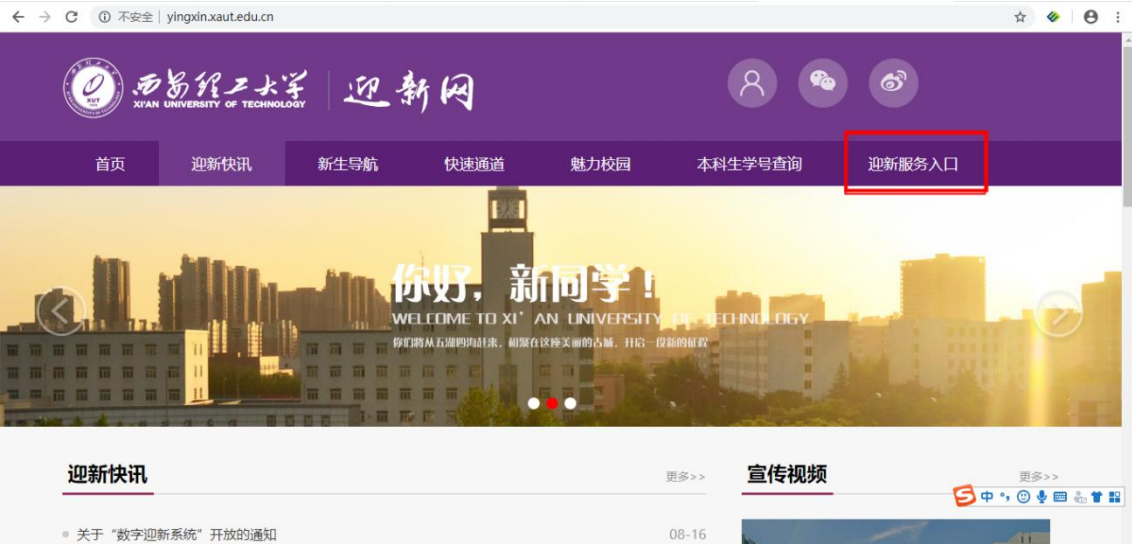 不安全 | yingxin.xaut.edu.cn
西安理工大学 迎新网
XUT
XI'AN UNIVERSITY OF TECHNOLOGY
首页 迎新快讯 新生导航 快速通道 魅力校园 本科生学号查询 迎新服务入口
你好，新同学！
WELCOME TO XI' AN UNIVERSITY OF TECHNOLOGY
你们将从五湖四海赶来，相聚在这座美丽的古城，开启一段新的征程
迎新快讯 更多>> 宣传视频 更多>>
中
关于“数字迎新系统”开放的通知 08-16